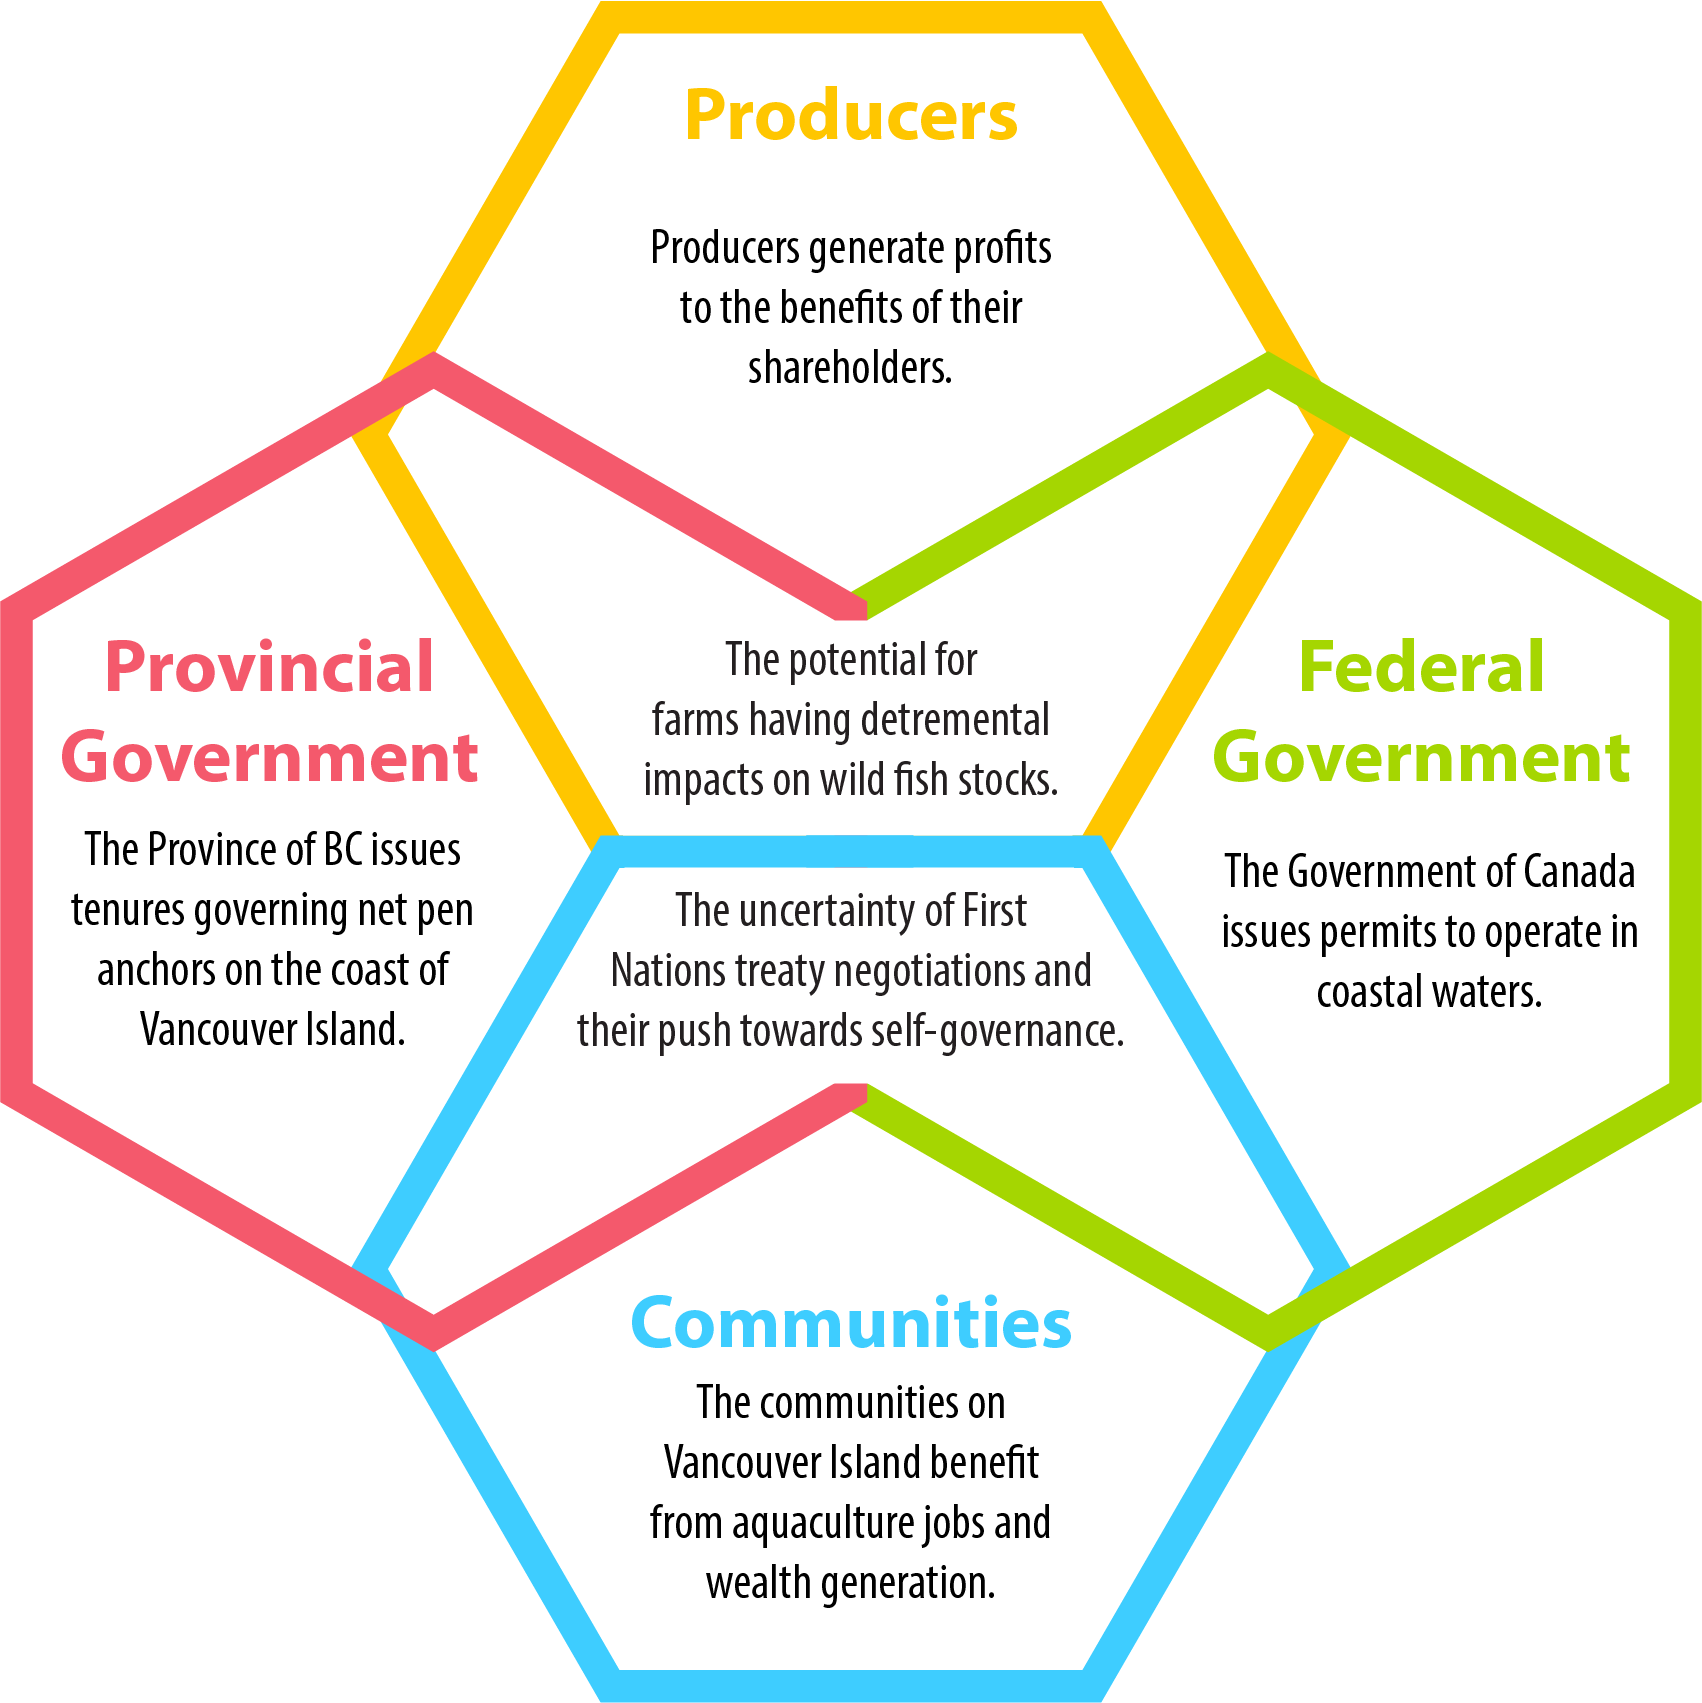 Producers
Producers generate profits
to the benefits of their
shareholders.
Provincial
Government
The Province of BC issues
tenures governing net pen
anchors on the coast of
Vancouver Island.
The potential for
farms having detremental
impacts on wild fish stocks.
The uncertainty of First
Nations treaty negotiations and
their push towards self-governance.
Federal
Government
The Government of Canada
issues permits to operate in
coastal waters.
Communities
The communities on
Vancouver Island benefit
from aquaculture jobs and
wealth generation.